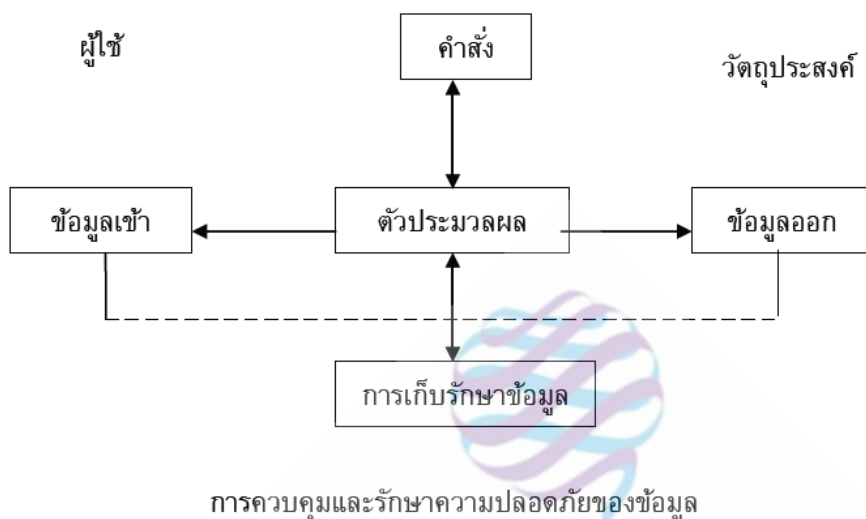 ผู้ใช้
คำสั่ง
วัตถุประสงค์
ข้อมูลเข้า
ตัวประมวลผล
ข้อมูลออก
การเก็บรักษาข้อมูล
การควบคุมและรักษาความปลอดภัยของข้อมูล